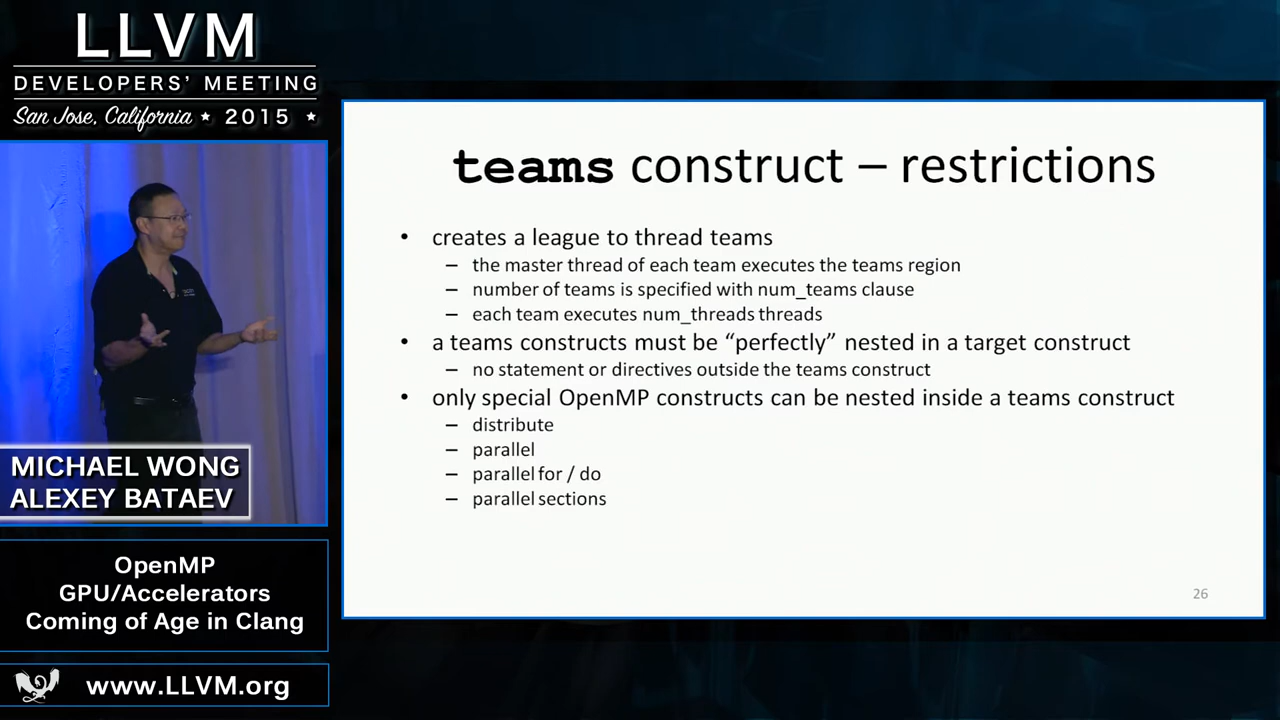 LLVM
DEVELOPERS' MEETING
San Jose, California ★ 2015 ★
teams construct – restrictions
• creates a league to thread teams
– the master thread of each team executes the teams region
– number of teams is specified with num_teams clause
– each team executes num_threads threads
• a teams constructs must be “perfectly” nested in a target construct
– no statement or directives outside the teams construct
• only special OpenMP constructs can be nested inside a teams construct
– distribute
– parallel
– parallel for / do
– parallel sections
26
MICHAEL WONG
ALEXEY BATAEV
OpenMP
GPU/Accelerators
Coming of Age in Clang
www.LLVM.org